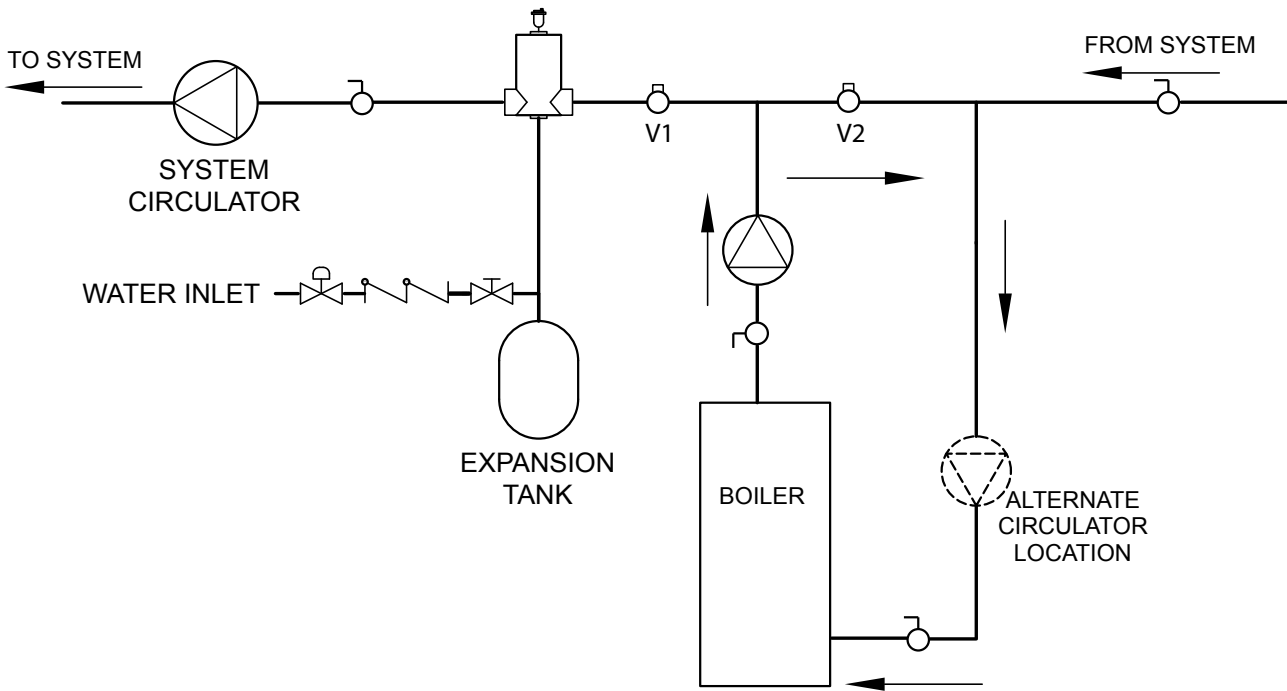 TO SYSTEM
FROM SYSTEM
V1
V2
SYSTEM
CIRCULATOR
WATER INLET
EXPANSION
TANK
BOILER
ALTERNATE
CIRCULATOR
LOCATION